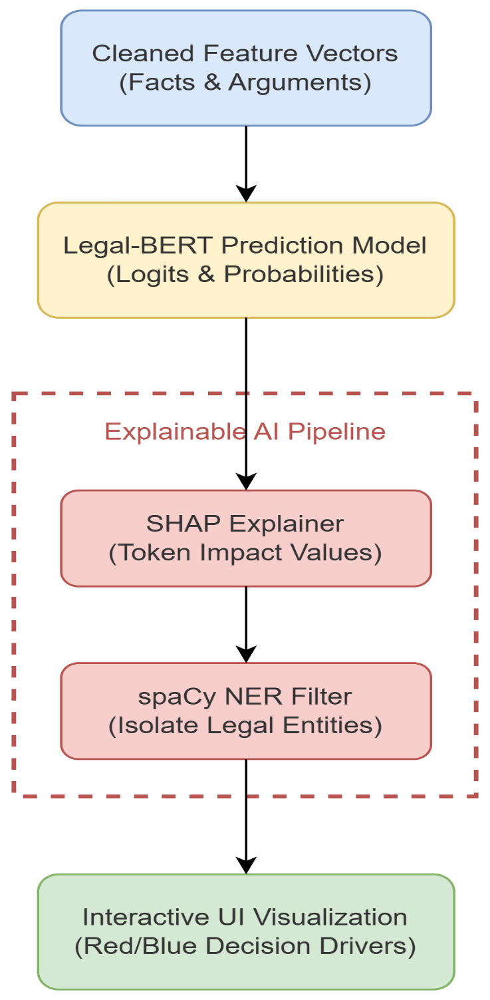 Cleaned Feature Vectors
(Facts & Arguments)
Legal-BERT Prediction Model
(Logits & Probabilities)
Explainable AI Pipeline
SHAP Explainer
(Token Impact Values)
spaCy NER Filter
(Isolate Legal Entities)
Interactive UI Visualization
(Red/Blue Decision Drivers)